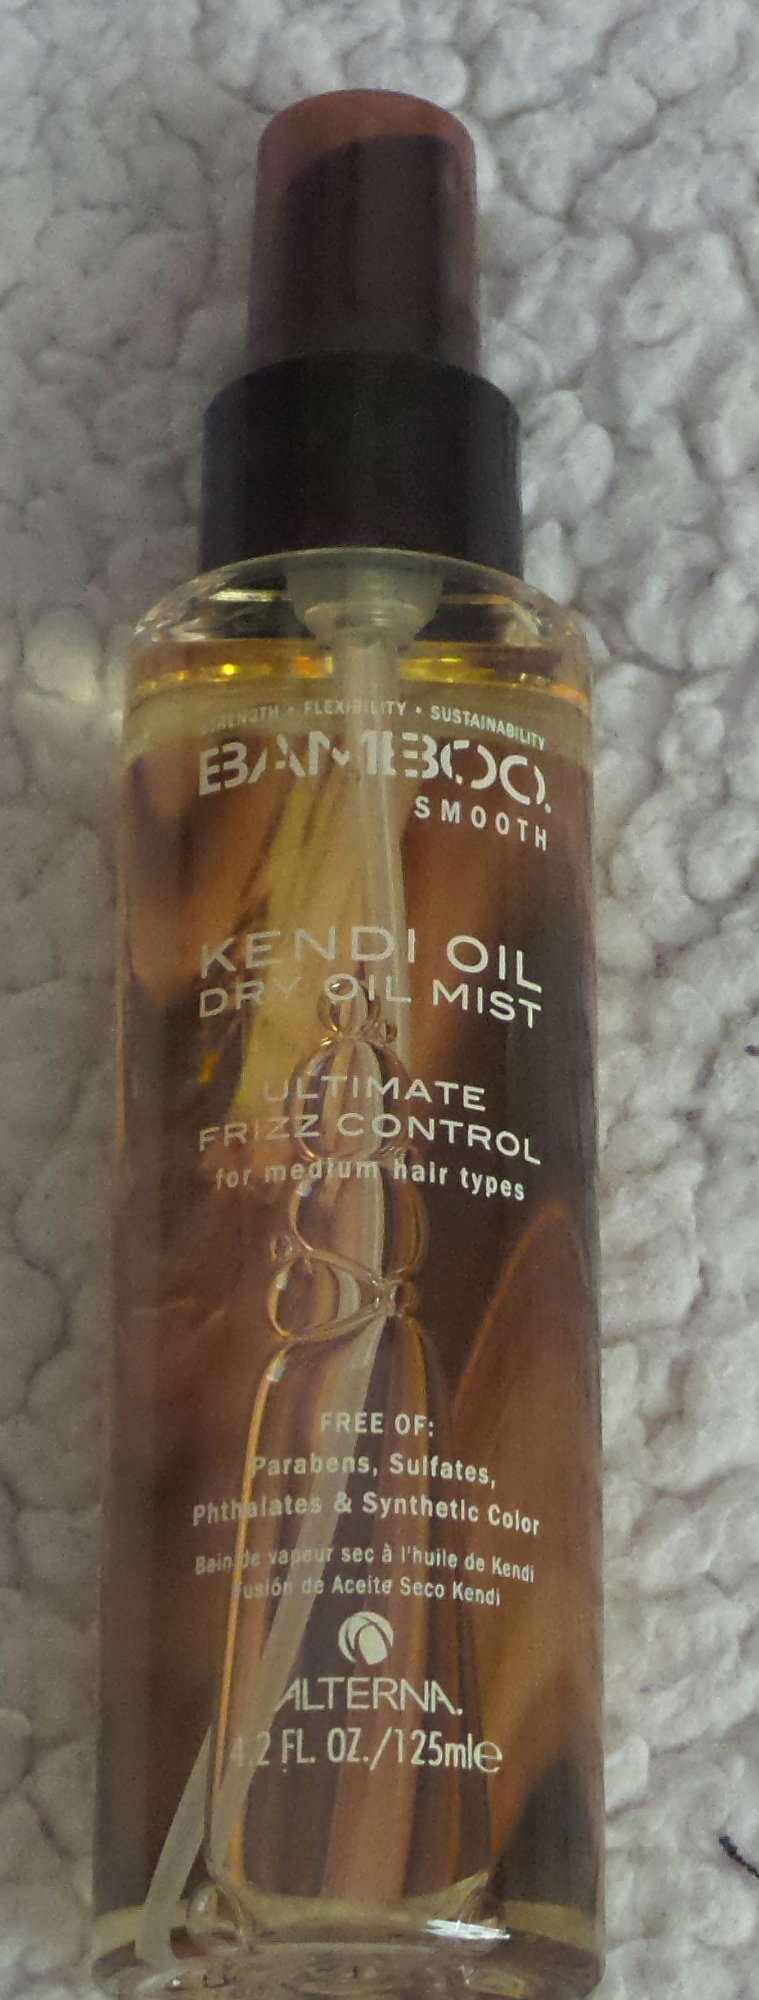 STRENGTH • FLEXIBILITY • SUSTAINABILITY
BAMBOO.
SMOOTH
KENDI OIL
DRY OIL MIST
ULTIMATE
FRIZZ CONTROL
for medium hair types
FREE OF:
Parabens, Sulfates,
Phthalates & Synthetic Color
Bain de vapeur sec à l'huile de Kendi
Fusión de Aceite Seco Kendi
ALTERNA.
4.2 FL. OZ./125ml℮